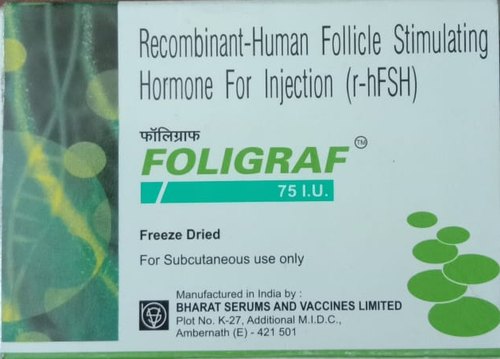 Recombinant-Human Follicle Stimulating
Hormone For Injection (r-hFSH)
फॉलिग्राफ
FOLIGRAF™
75 I.U.
Freeze Dried
For Subcutaneous use only
Manufactured in India by :
BHARAT SERUMS AND VACCINES LIMITED
Plot No. K-27, Additional M.I.D.C.,
Ambernath (E) - 421 501